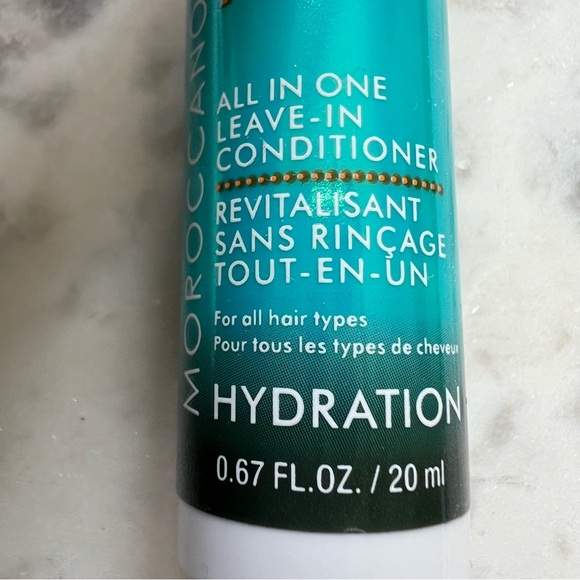 MOROCCANO
ALL IN ONE
LEAVE-IN
CONDITIONER
REVITALISANT
SANS RINÇAGE
TOUT-EN-UN
For all hair types
Pour tous les types de cheveux
HYDRATION
0.67 FL.OZ. / 20 ml